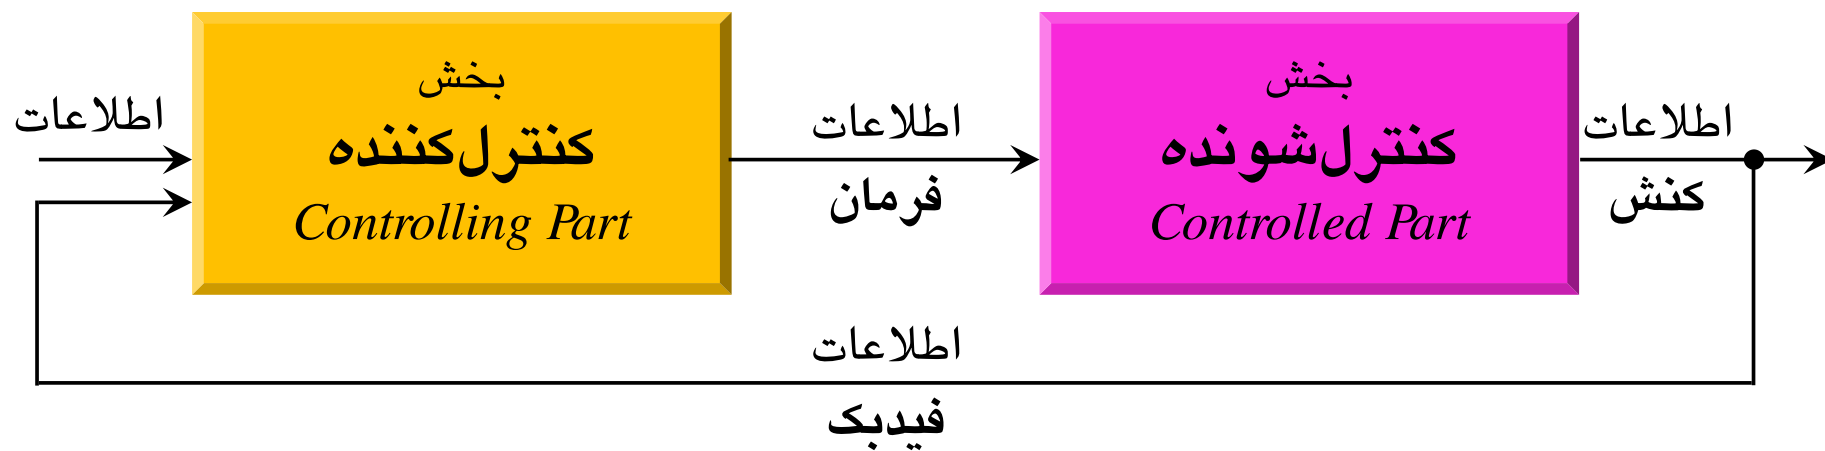 اطلاعات
بخش
کنترل‌کننده
Controlling Part
اطلاعات
فرمان
بخش
کنترل‌شونده
Controlled Part
اطلاعات
کنش
اطلاعات
فیدبک